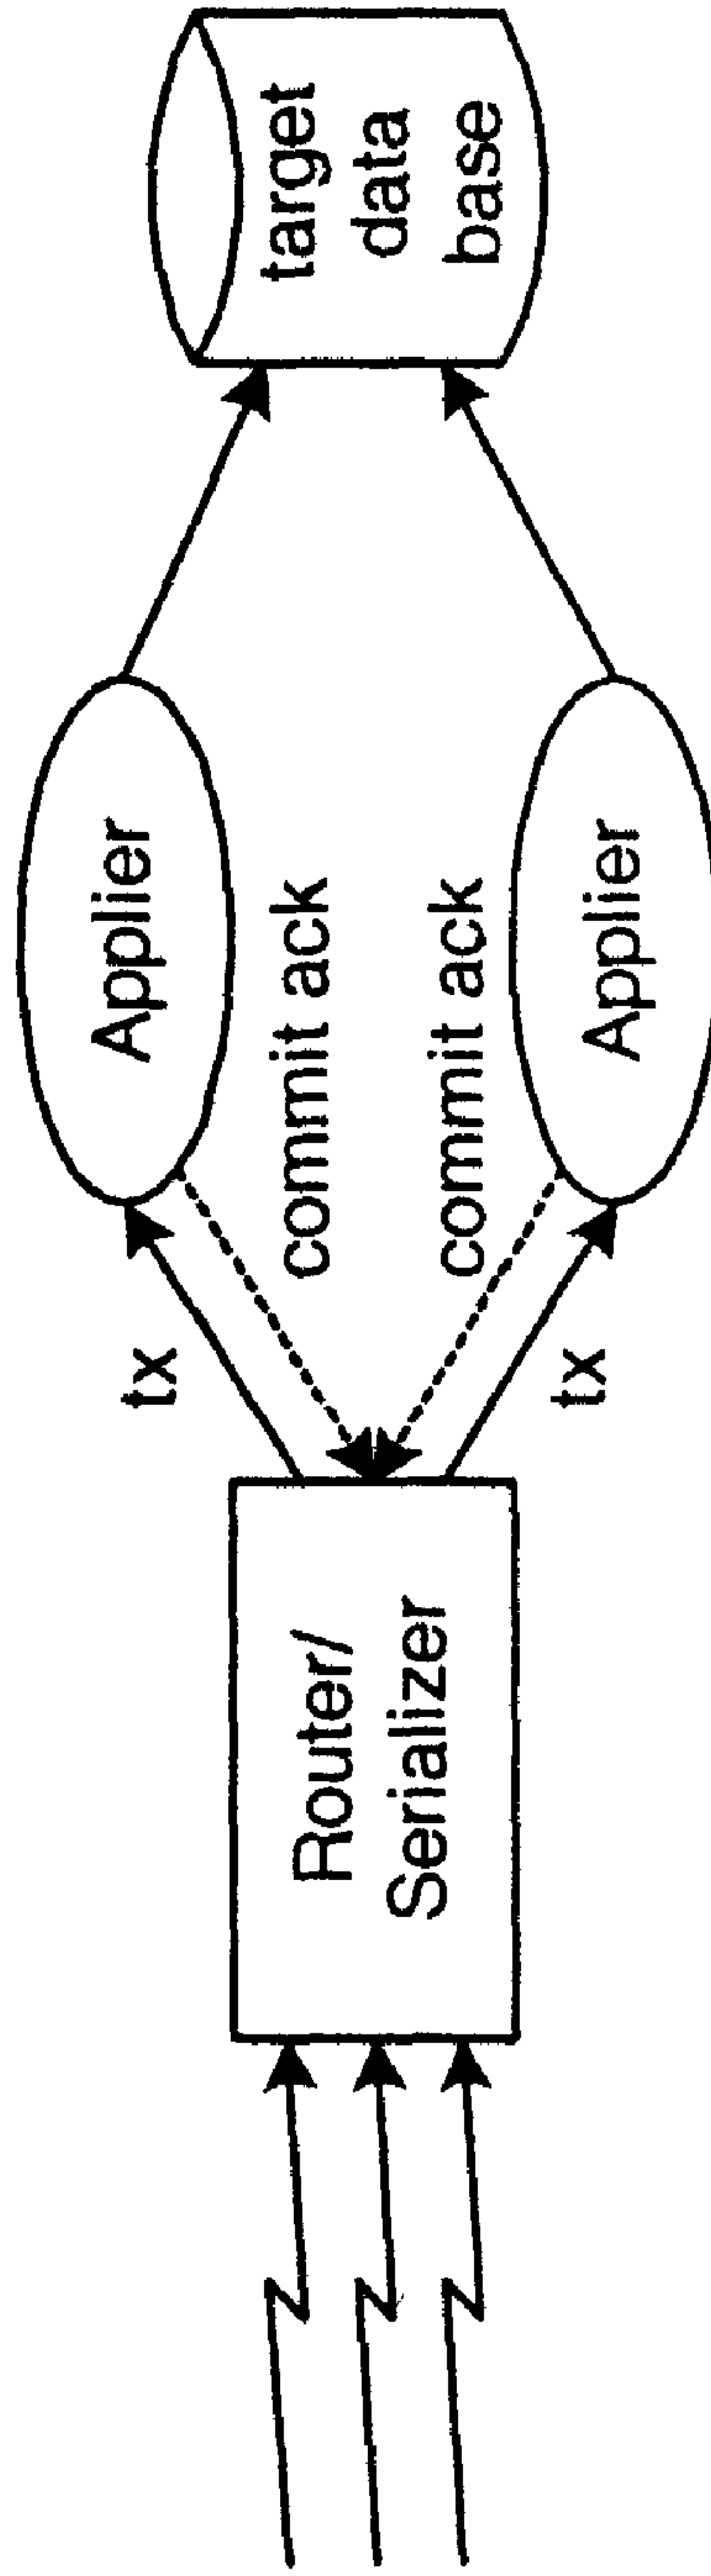 Router/
Serializer
tx
tx
commit ack
commit ack
Applier
Applier
target
data
base